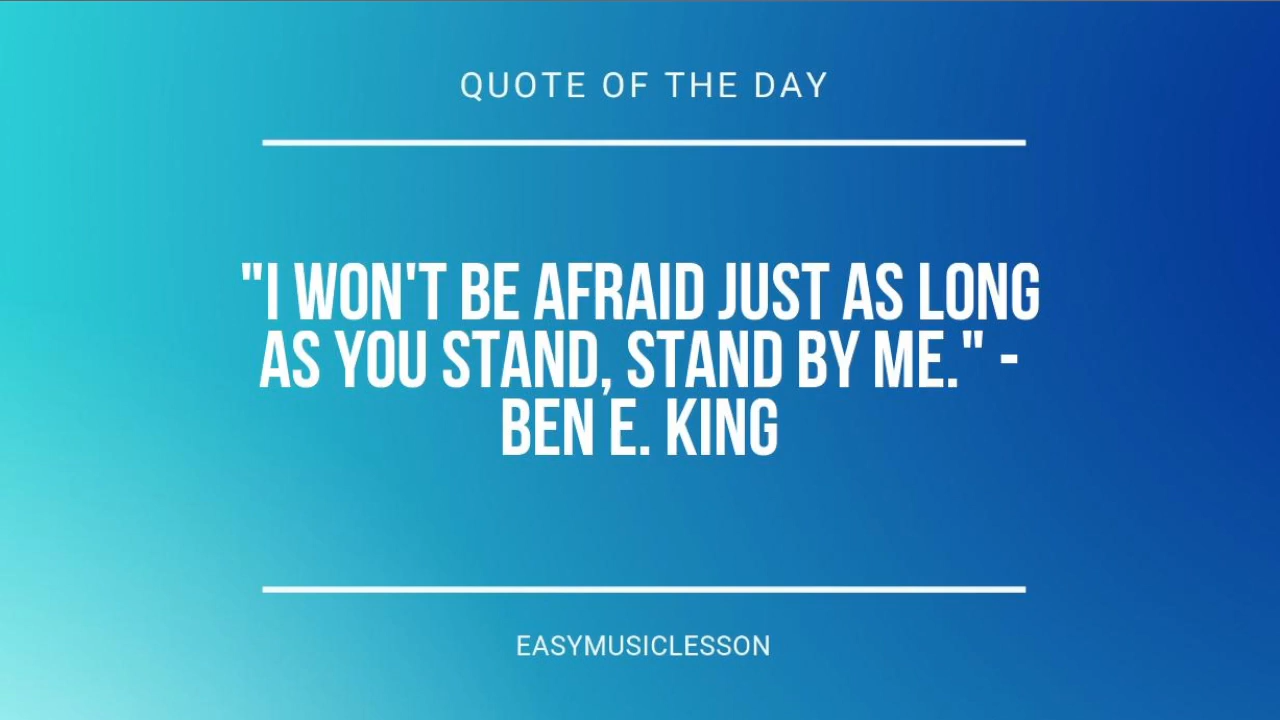 QUOTE OF THE DAY
"I WON'T BE AFRAID JUST AS LONG
AS YOU STAND, STAND BY ME." -
BEN E. KING
EASYMUSICLESSON